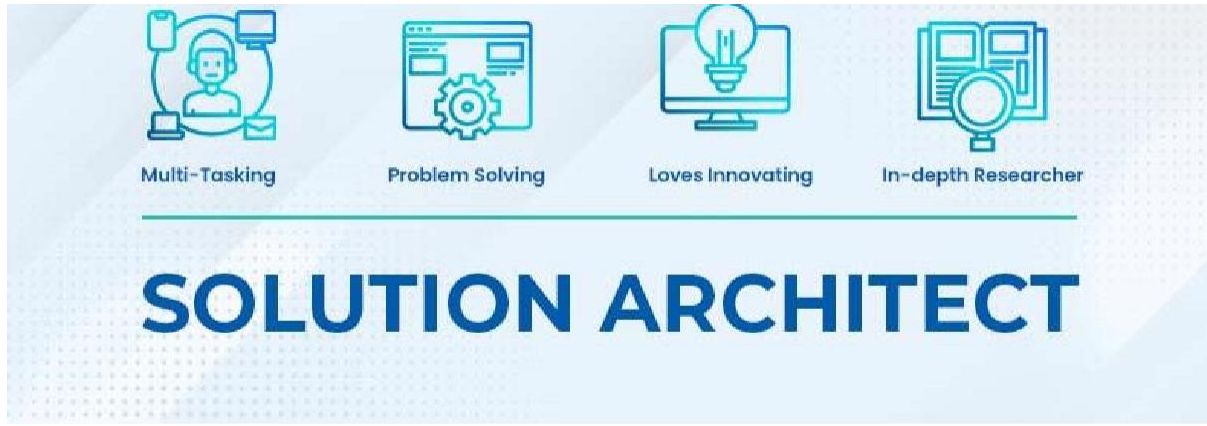 Multi-Tasking Problem Solving Loves Innovating In-depth Researcher
SOLUTION ARCHITECT